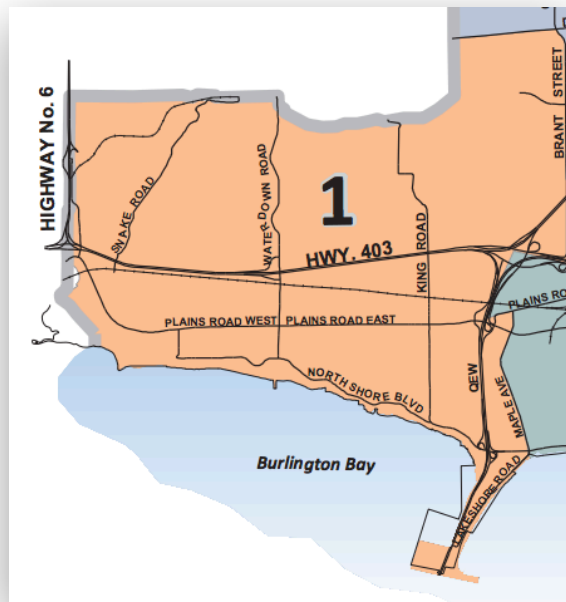 BRANT STREET
HIGHWAY No. 6
SNAKE ROAD
WATERDOWN ROAD
1
HWY. 403
KING ROAD
PLAINS RO
PLAINS ROAD WEST
PLAINS ROAD EAST
QEW
MAPLE AVE
NORTH SHORE BLVD
Burlington Bay
LAKESHORE ROAD